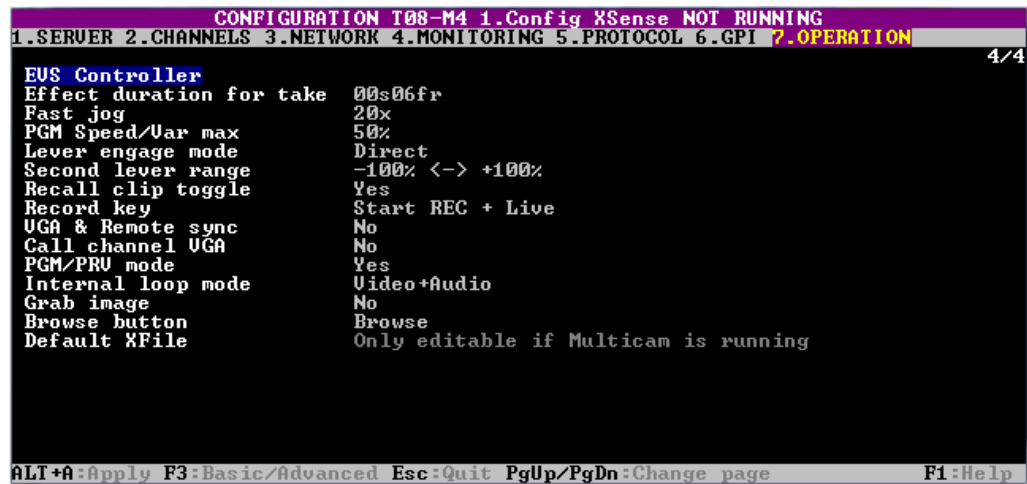 CONFIGURATION T08-M4 1.Config XSense NOT RUNNING
1.SERVER 2.CHANNELS 3.NETWORK 4.MONITORING 5.PROTOCOL 6.GPI 7.OPERATION
4/4
EVS Controller
Effect duration for take 00s06fr
Fast jog 20x
PGM Speed/Var max 50%
Lever engage mode Direct
Second lever range -100% <-> +100%
Recall clip toggle Yes
Record key Start REC + Live
VGA & Remote sync No
Call channel VGA No
PGM/PRV mode Yes
Internal loop mode Video+Audio
Grab image No
Browse button Browse
Default XFile Only editable if Multicam is running
ALT+A:Apply F3:Basic/Advanced Esc:Quit PgUp/PgDn:Change page F1:Help